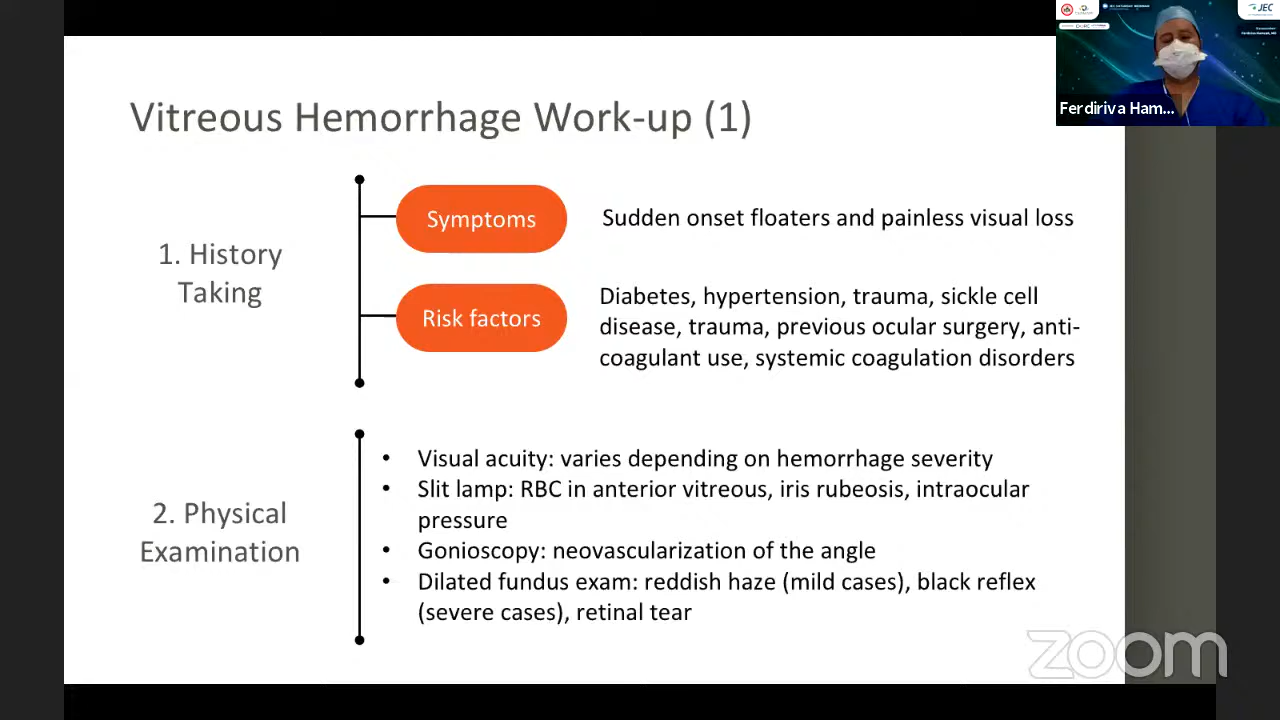 JEC
Ferdiriva Ham...
Vitreous Hemorrhage Work-up (1)
1. History
Taking
Symptoms
Sudden onset floaters and painless visual loss
Risk factors
Diabetes, hypertension, trauma, sickle cell
disease, trauma, previous ocular surgery, anti-
coagulant use, systemic coagulation disorders
2. Physical
Examination
• Visual acuity: varies depending on hemorrhage severity
• Slit lamp: RBC in anterior vitreous, iris rubeosis, intraocular
pressure
• Gonioscopy: neovascularization of the angle
• Dilated fundus exam: reddish haze (mild cases), black reflex
(severe cases), retinal tear
zoom